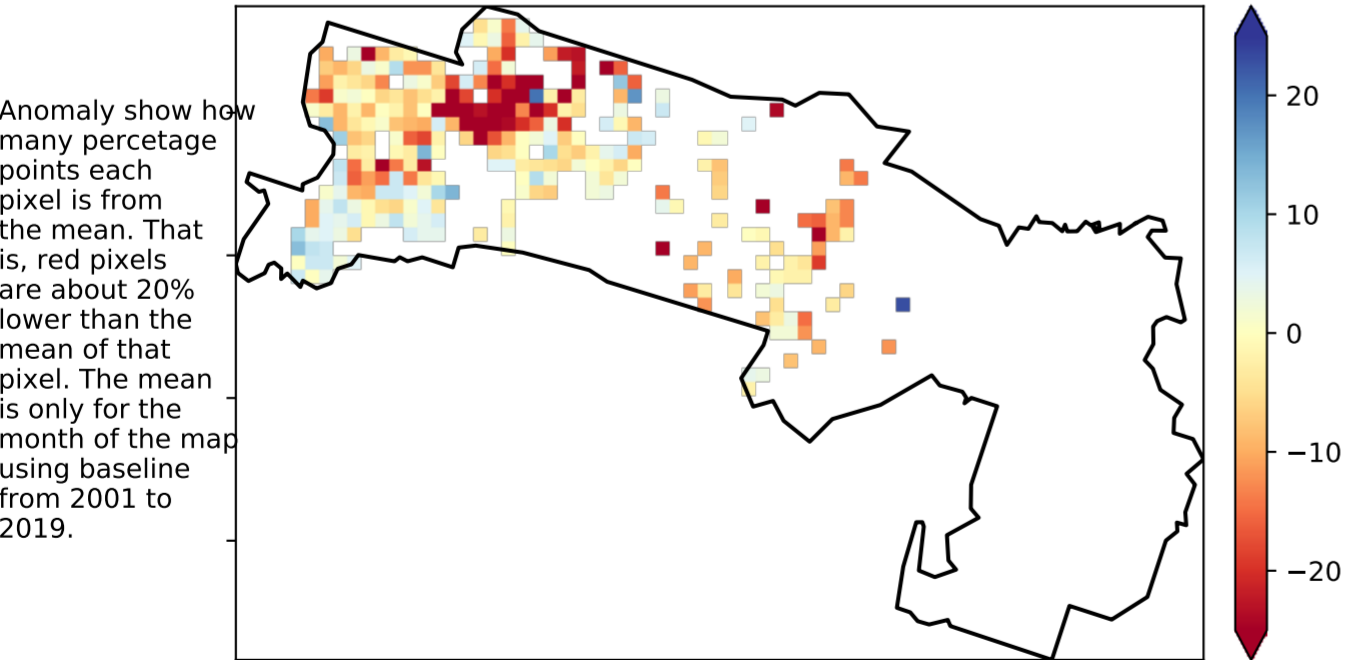 Anomaly show how
many percetage
points each
pixel is from
the mean. That
is, red pixels
are about 20%
lower than the
mean of that
pixel. The mean
is only for the
month of the map
using baseline
from 2001 to
2019.
20
10
0
−10
−20